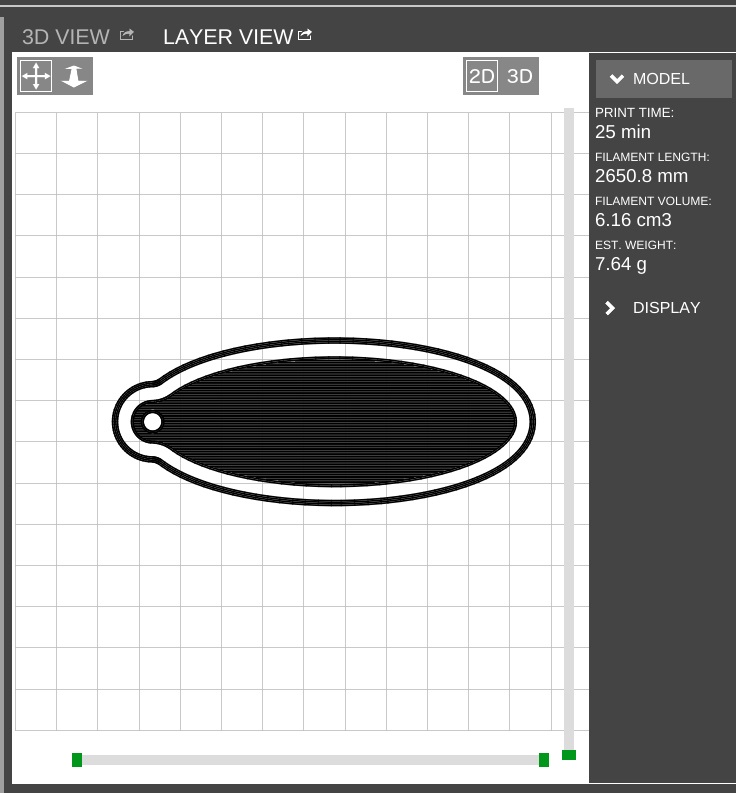 3D VIEW
LAYER VIEW
2D
3D
MODEL
PRINT TIME:
25 min
FILAMENT LENGTH:
2650.8 mm
FILAMENT VOLUME:
6.16 cm3
EST. WEIGHT:
7.64 g
DISPLAY